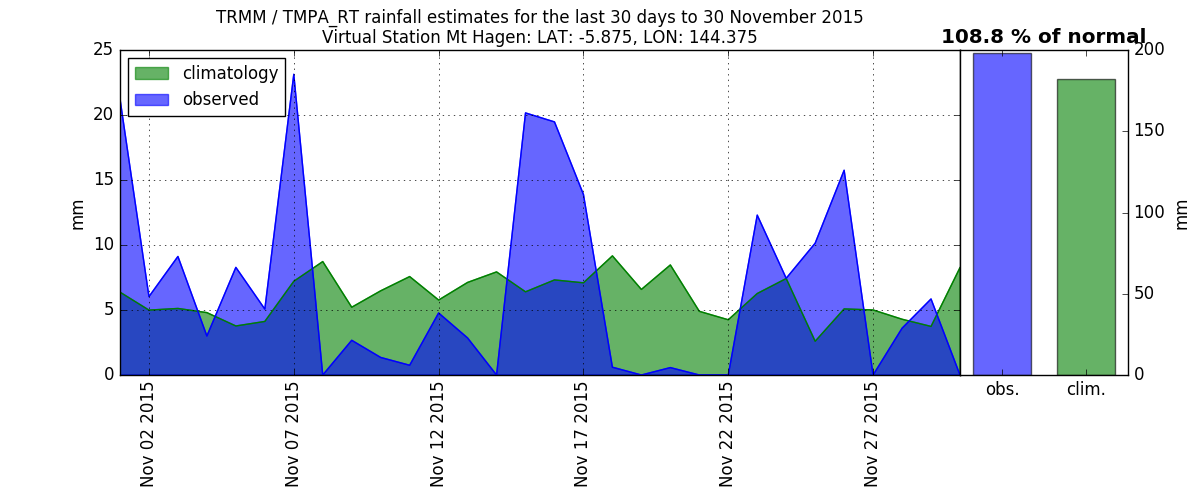 TRMM / TMPA_RT rainfall estimates for the last 30 days to 30 November 2015
Virtual Station Mt Hagen: LAT: -5.875, LON: 144.375
108.8 % of normal
climatology
observed
25
20
15
10
5
0
mm
Nov 02 2015
Nov 07 2015
Nov 12 2015
Nov 17 2015
Nov 22 2015
Nov 27 2015
200
150
100
50
0
mm
obs.
clim.